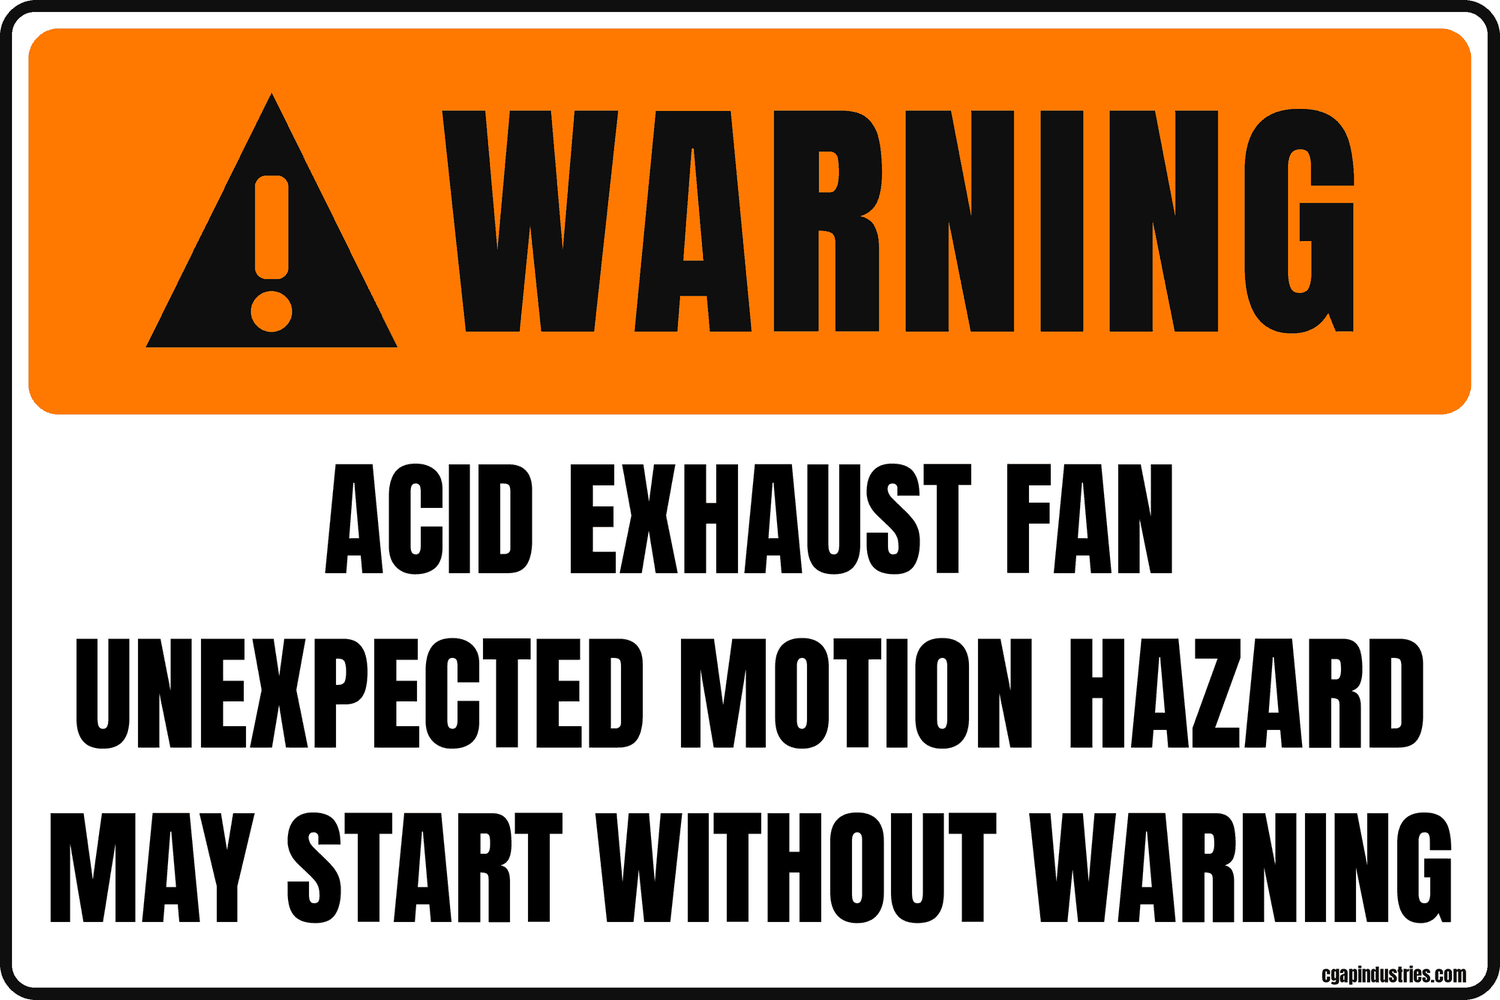 WARNING
ACID EXHAUST FAN
UNEXPECTED MOTION HAZARD
MAY START WITHOUT WARNING
cgapindustries.com